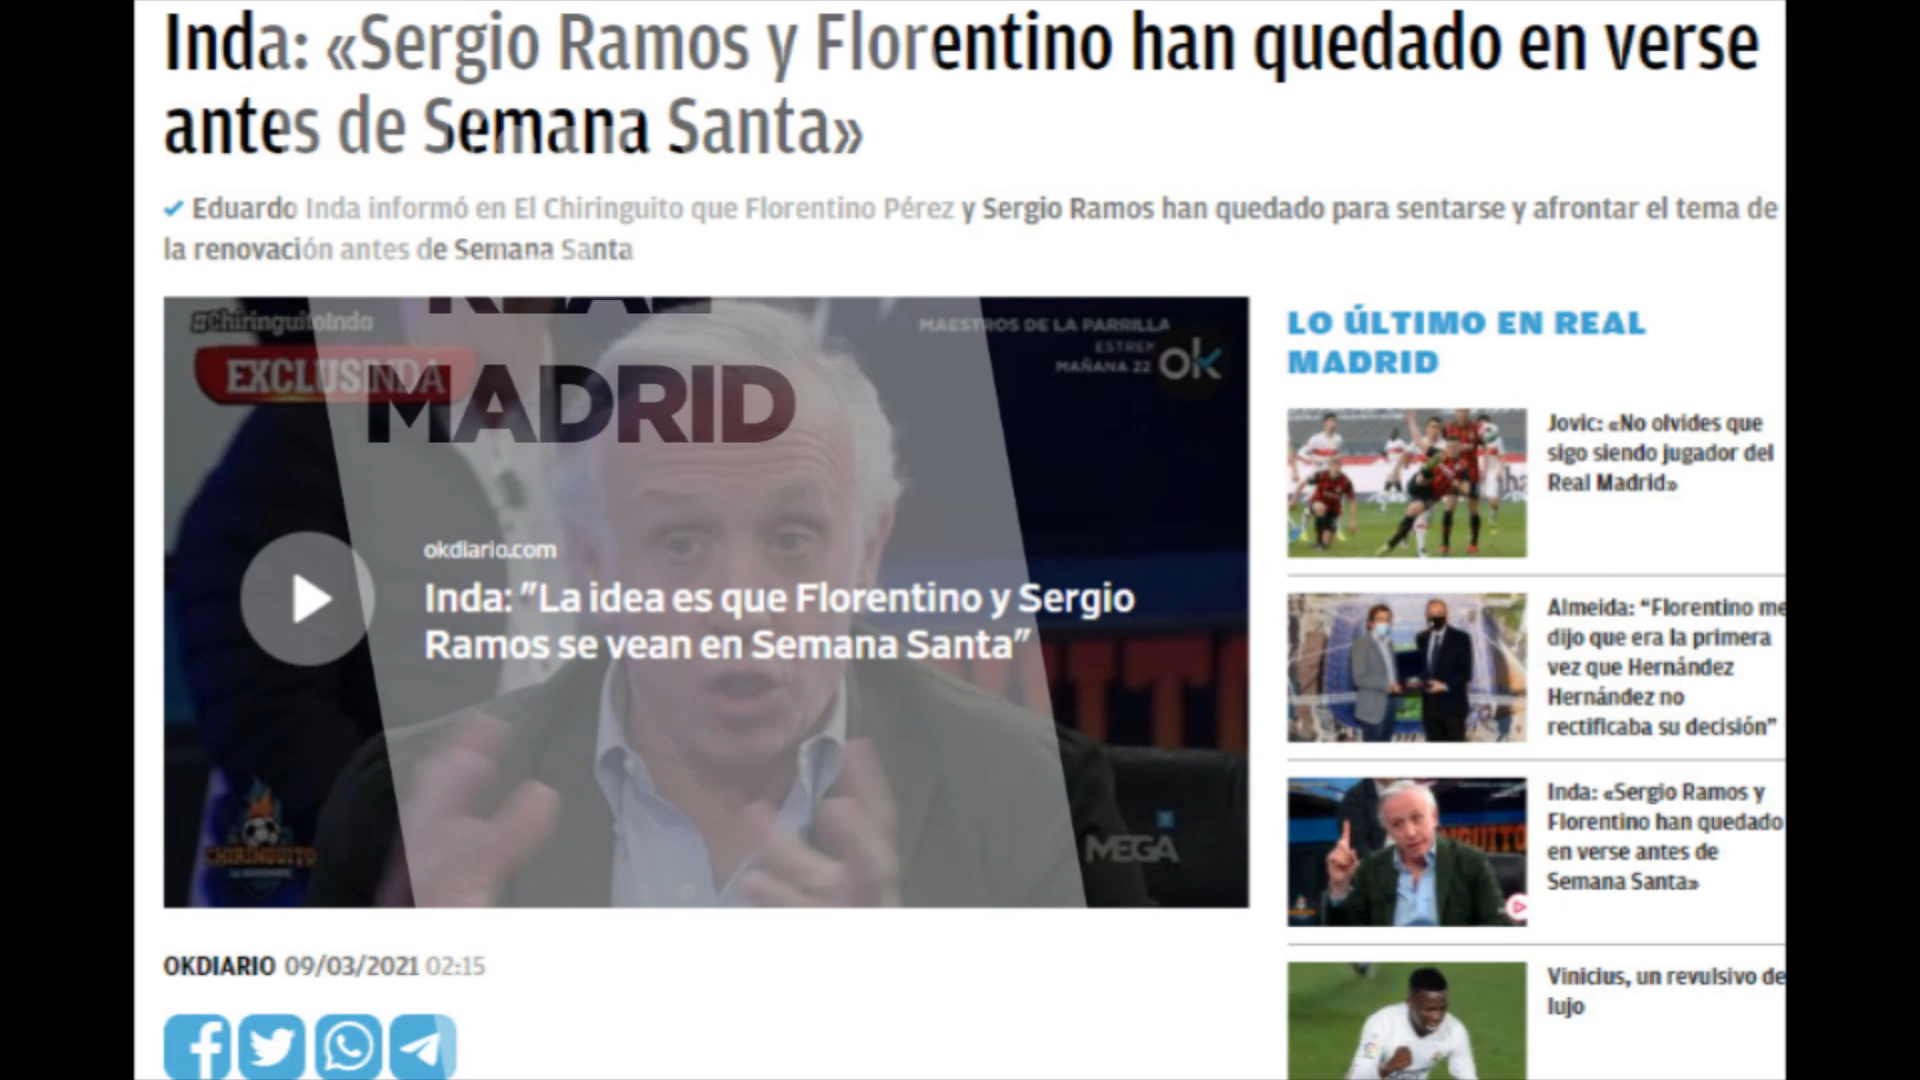 Inda: «Sergio Ramos y Florentino han quedado en verse
antes de Semana Santa»
Eduardo Inda informó en El Chiringuito que Florentino Pérez y Sergio Ramos han quedado para sentarse y afrontar el tema de
la renovación antes de Semana Santa
#ChiringuitoInda
EXCLUSINDA
REAL
MADRID
MAESTROS DE LA PARRILLA
MAÑANA 22
ok
okdiario.com
Inda: "La idea es que Florentino y Sergio
Ramos se vean en Semana Santa"
CHIRINGUITO
MEGA
OKDIARIO 09/03/2021 02:15
LO ÚLTIMO EN REAL
MADRID
Jovic: «No olvides que
sigo siendo jugador del
Real Madrid»
Almeida: “Florentino me
dijo que era la primera
vez que Hernández
Hernández no
rectificaba su decisión”
Inda: «Sergio Ramos y
Florentino han quedado
en verse antes de
Semana Santa»
Vinicius, un revulsivo de
lujo